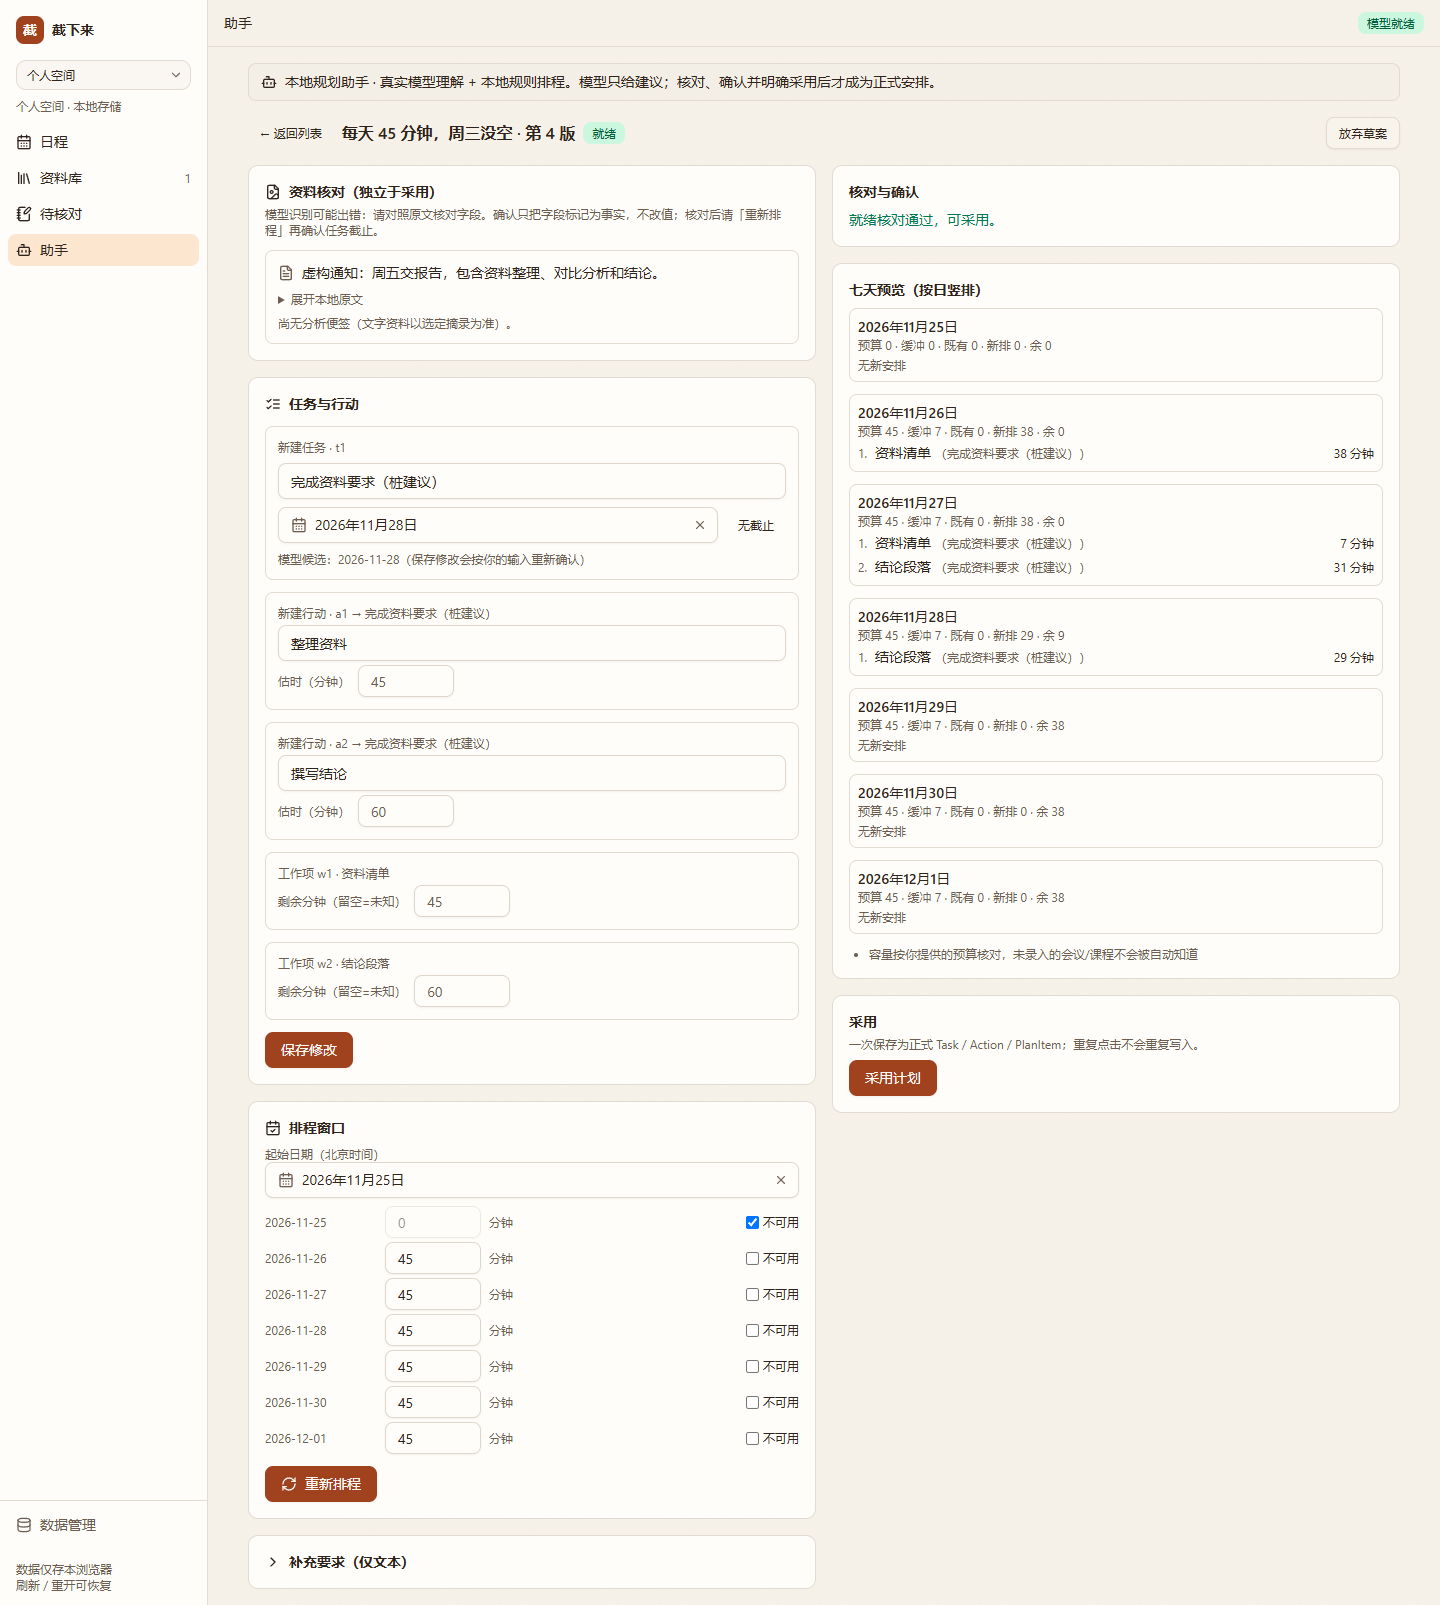 截 截下来
个人空间
个人空间 · 本地存储
日程
资料库 1
待核对
助手
数据管理
数据仅存本浏览器
刷新 / 重开可恢复
助手
模型就绪
本地规划助手 · 真实模型理解 + 本地规则排程。模型只给建议；核对、确认并明确采用后才成为正式安排。
← 返回列表 每天 45 分钟，周三没空 · 第 4 版 就绪 放弃草案
资料核对（独立于采用）
模型识别可能出错：请对照原文核对字段。确认只把字段标记为事实，不改值；核对后请「重新排
程」再确认任务截止。
虚构通知：周五交报告，包含资料整理、对比分析和结论。
展开本地原文
尚无分析便签（文字资料以选定摘录为准）。
任务与行动
新建任务 · t1
完成资料要求（桩建议）
2026年11月28日 无截止
模型候选：2026-11-28（保存修改会按你的输入重新确认）
新建行动 · a1 → 完成资料要求（桩建议）
整理资料
估时（分钟） 45
新建行动 · a2 → 完成资料要求（桩建议）
撰写结论
估时（分钟） 60
工作项 w1 · 资料清单
剩余分钟（留空=未知） 45
工作项 w2 · 结论段落
剩余分钟（留空=未知） 60
保存修改
排程窗口
起始日期（北京时间）
2026年11月25日
2026-11-25 0 分钟 不可用
2026-11-26 45 分钟 不可用
2026-11-27 45 分钟 不可用
2026-11-28 45 分钟 不可用
2026-11-29 45 分钟 不可用
2026-11-30 45 分钟 不可用
2026-12-01 45 分钟 不可用
重新排程
补充要求（仅文本）
核对与确认
就绪核对通过，可采用。
七天预览（按日竖排）
2026年11月25日
预算 0 · 缓冲 0 · 既有 0 · 新排 0 · 余 0
无新安排
2026年11月26日
预算 45 · 缓冲 7 · 既有 0 · 新排 38 · 余 0
1. 资料清单 （完成资料要求（桩建议）） 38 分钟
2026年11月27日
预算 45 · 缓冲 7 · 既有 0 · 新排 38 · 余 0
1. 资料清单 （完成资料要求（桩建议）） 7 分钟
2. 结论段落 （完成资料要求（桩建议）） 31 分钟
2026年11月28日
预算 45 · 缓冲 7 · 既有 0 · 新排 29 · 余 9
1. 结论段落 （完成资料要求（桩建议）） 29 分钟
2026年11月29日
预算 45 · 缓冲 7 · 既有 0 · 新排 0 · 余 38
无新安排
2026年11月30日
预算 45 · 缓冲 7 · 既有 0 · 新排 0 · 余 38
无新安排
2026年12月1日
预算 45 · 缓冲 7 · 既有 0 · 新排 0 · 余 38
无新安排
• 容量按你提供的预算核对，未录入的会议/课程不会被自动知道
采用
一次保存为正式 Task / Action / PlanItem；重复点击不会重复写入。
采用计划